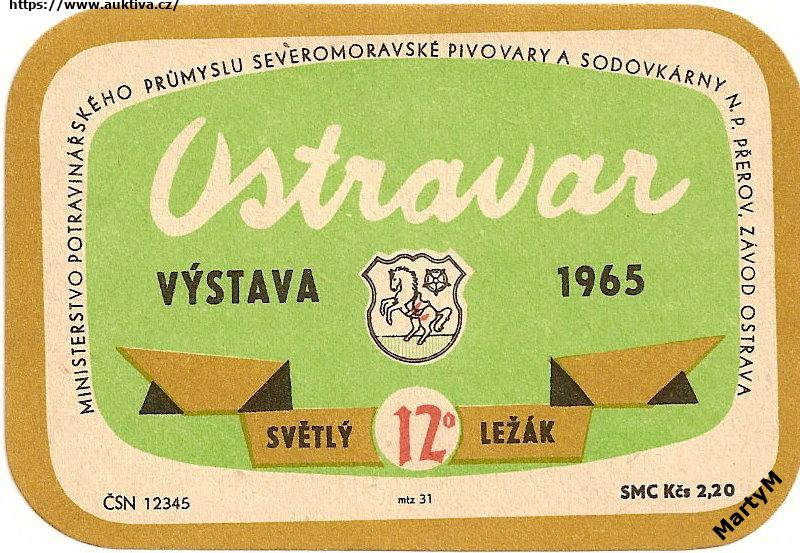 https://www.auktiva.cz/
MINISTERSTVO POTRAVINÁŘSKÉHO PRŮMYSLU SEVEROMORAVSKÉ PIVOVARY A SODOVKÁRNY N. P. PŘEROV, ZÁVOD OSTRAVA
Ostravar
VÝSTAVA 1965
SVĚTLÝ 12° LEŽÁK
ČSN 12345 mtz 31 SMC Kčs 2,20
MartyM